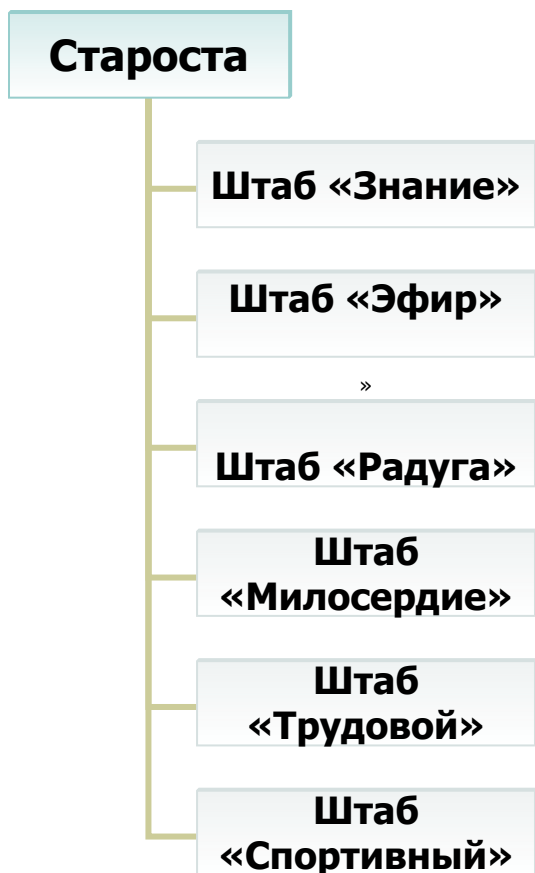 Староста
Штаб «Знание»
Штаб «Эфир»
»
Штаб «Радуга»
Штаб
«Милосердие»
Штаб
«Трудовой»
Штаб
«Спортивный»